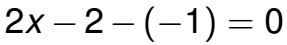 2x − 2 − (−1) = 0